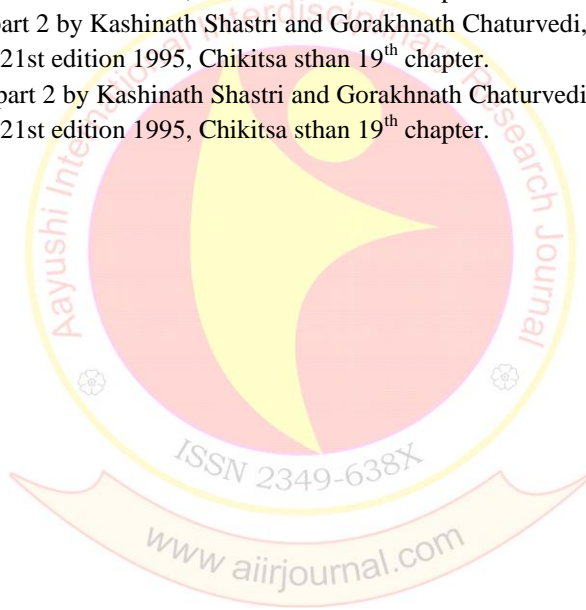 part 2 by Kashinath Shastri and Gorakhnath Chaturvedi,
21st edition 1995, Chikitsa sthan 19th chapter.
part 2 by Kashinath Shastri and Gorakhnath Chaturvedi
21st edition 1995, Chikitsa sthan 19th chapter.
Aayushi International Interdisciplinary Research Journal
ISSN 2349-638X
www aiirjournal.com